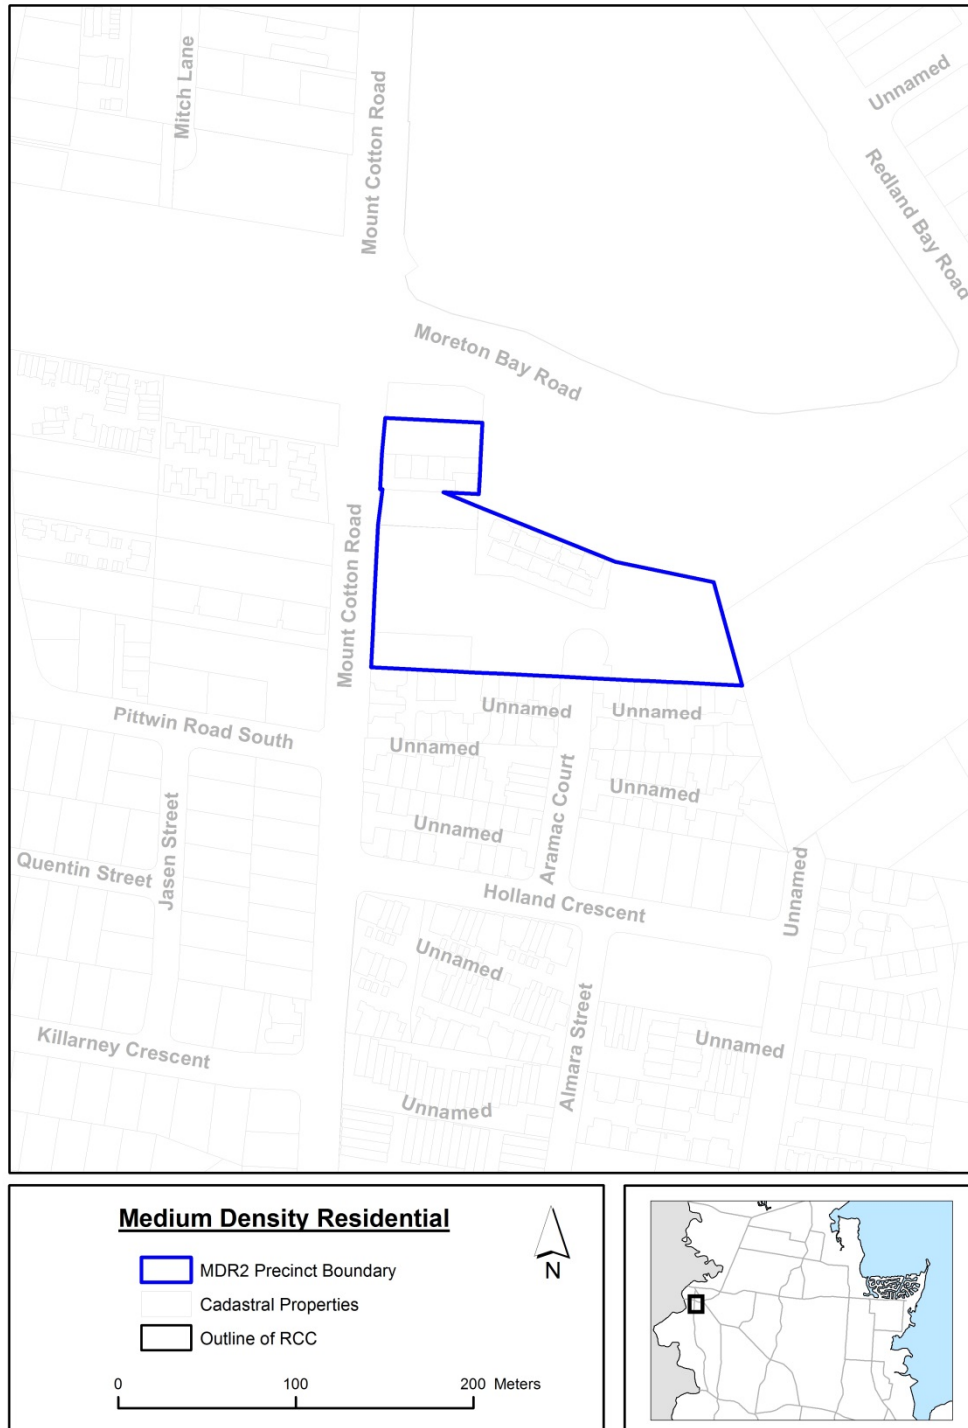 Mitch Lane
Mount Cotton Road
Unnamed
Redland Bay Road
Moreton Bay Road
Mount Cotton Road
Pittwin Road South
Unnamed
Unnamed
Unnamed
Unnamed
Unnamed
Aramac Court
Jasen Street
Quentin Street
Holland Crescent
Unnamed
Unnamed
Almara Street
Killarney Crescent
Unnamed
Unnamed
Medium Density Residential
MDR2 Precinct Boundary
Cadastral Properties
Outline of RCC
N
0 100 200 Meters